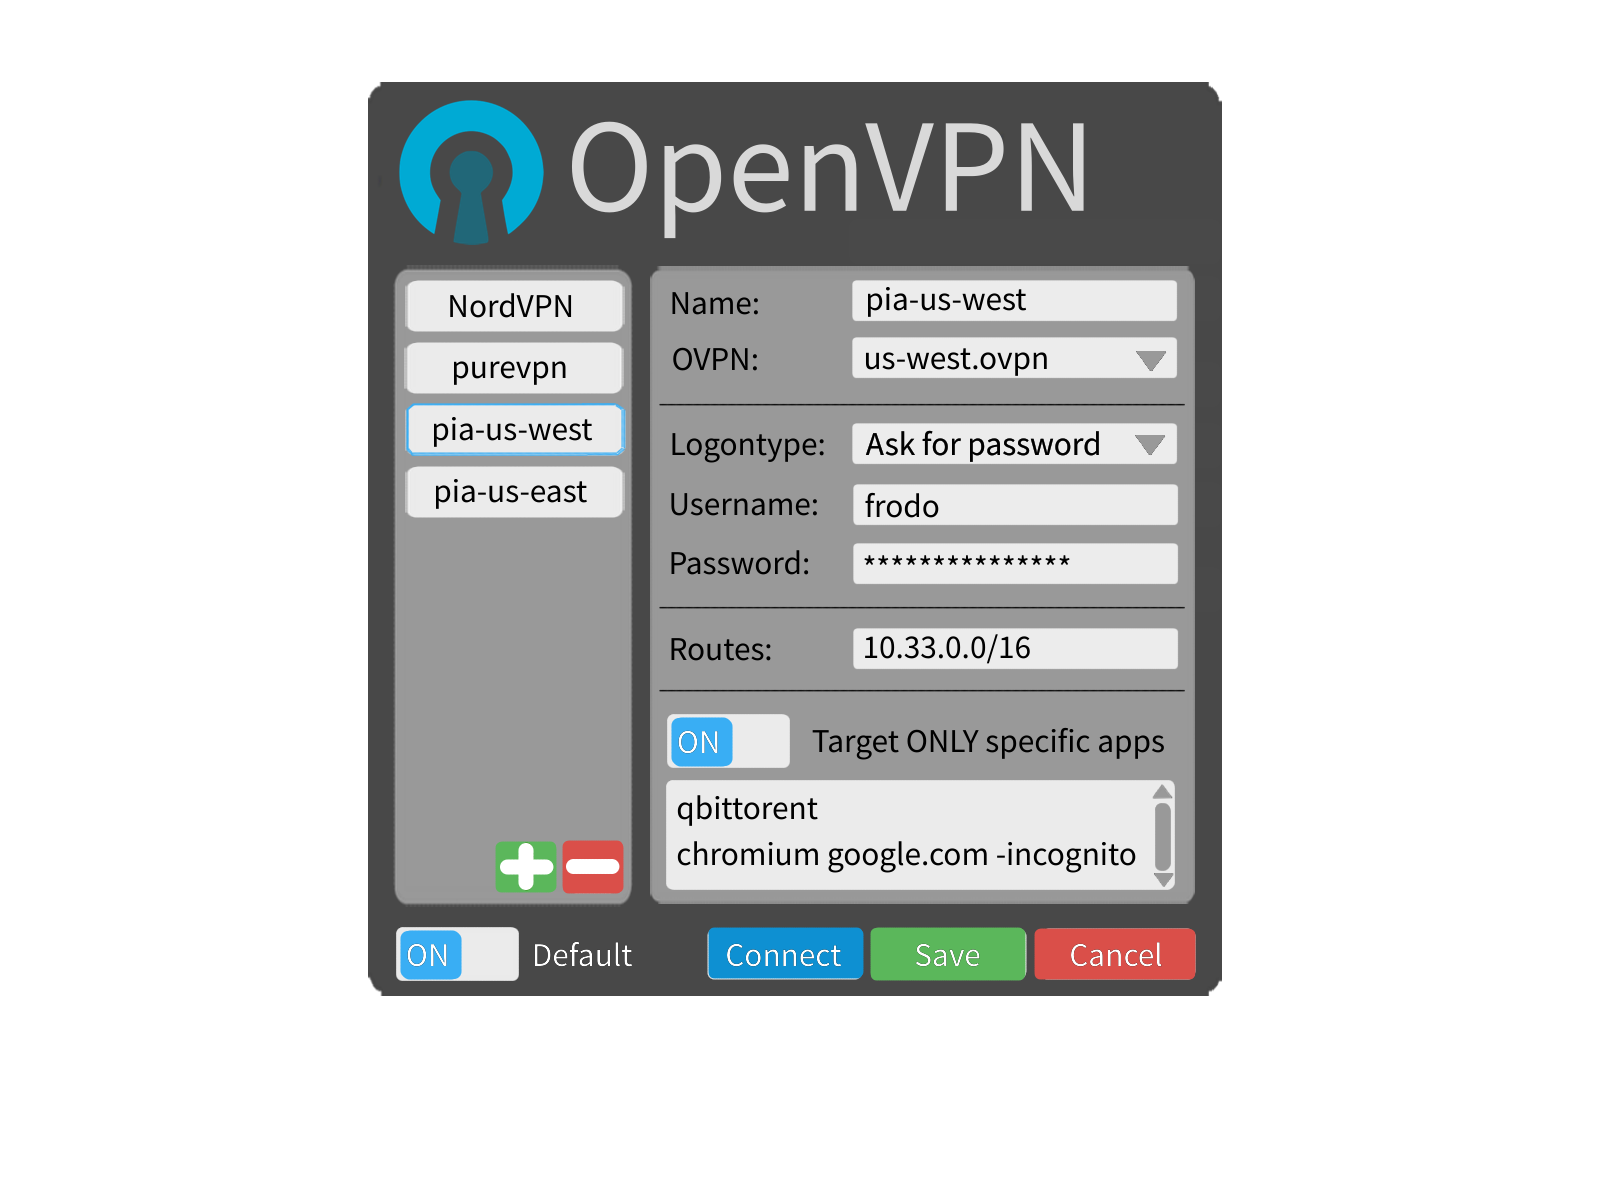 OpenVPN
NordVPN
purevpn
pia-us-west
pia-us-east
Name: pia-us-west
OVPN: us-west.ovpn
Logontype: Ask for password
Username: frodo
Password: ***************
Routes: 10.33.0.0/16
ON Target ONLY specific apps
qbittorent
chromium google.com -incognito
ON Default Connect Save Cancel